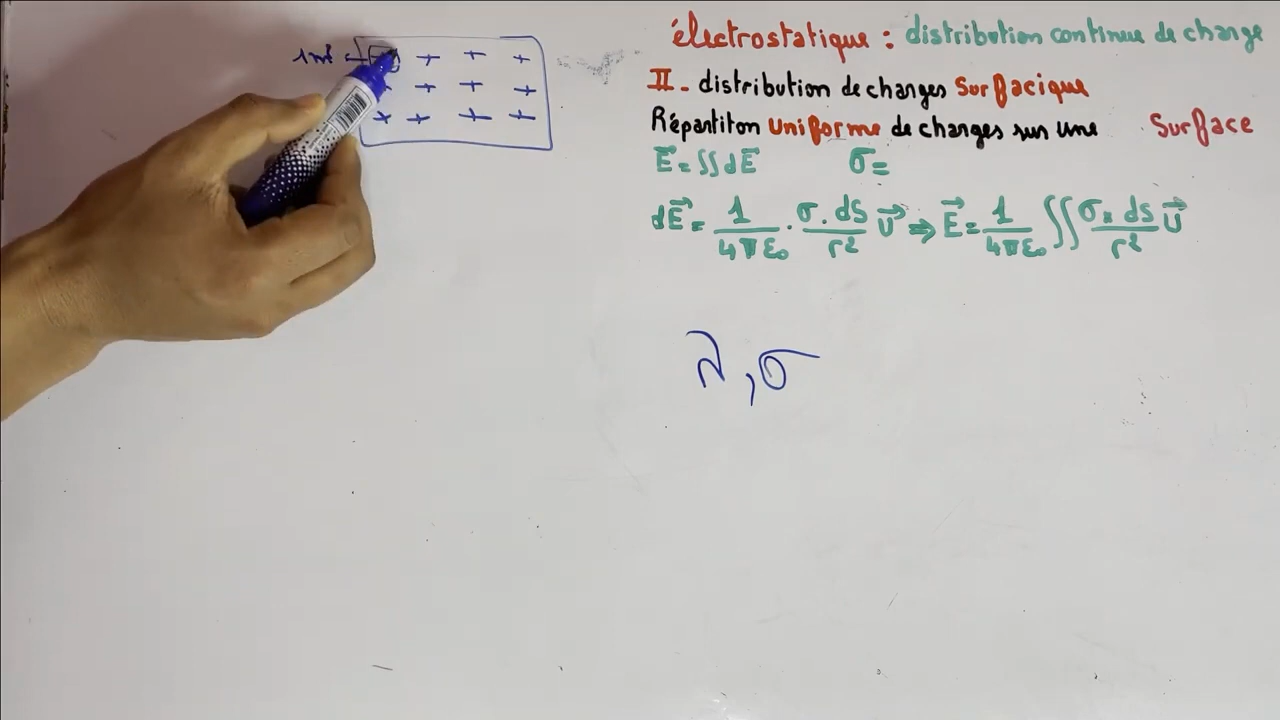 électrostatique : distribution continue de charge
II - distribution de charges Surfacique
Répartiton Uniforme de charges sur une Surface
E⃗ = ∬ dE⃗ σ =
dE⃗ = 1/4πε₀ · σ . ds/r² U⃗ ⇒ E⃗ = 1/4πε₀ ∬ σ . ds/r² U⃗
+ + +
+ + + +
+ + + +
λ , σ